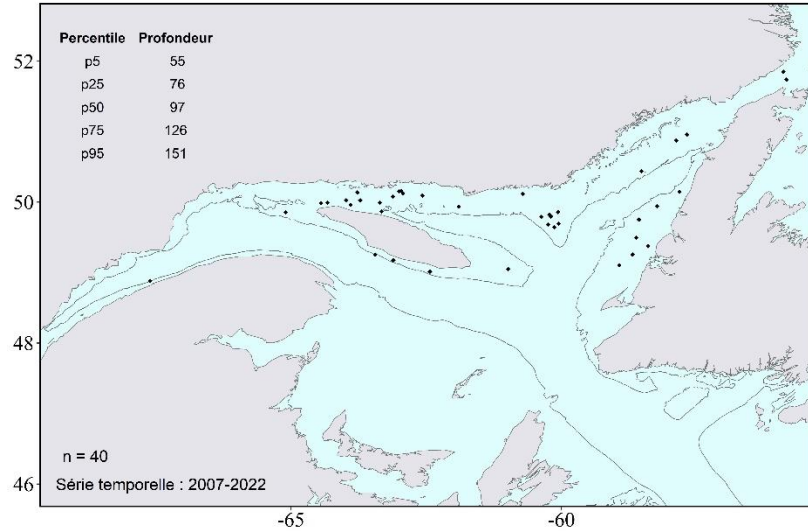 Percentile Profondeur
p5 55
p25 76
p50 97
p75 126
p95 151
52
50
48
46
n = 40
Série temporelle : 2007-2022
-65 -60